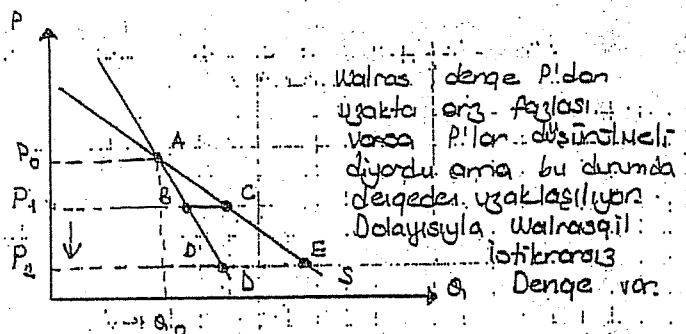 P
Walras denge P'dan
uzakta arz fazlası
varsa P'lar düşürülmeli
diyordu ama bu durumda
dengeden uzaklaşılıyor.
Dolayısıyla Walrasgil
istikrarsız
Denge var.
A
P₀
B C
P₁
D E
P₂
D S
Q
Q₀